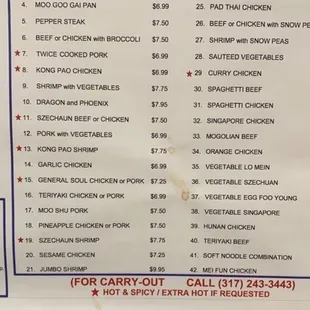 4. MOO GOO GAI PAN $6.99
5. PEPPER STEAK $7.50
6. BEEF or CHICKEN with BROCCOLI $7.50
★ 7. TWICE COOKED PORK $6.99
★ 8. KONG PAO CHICKEN $6.99
9. SHRIMP with VEGETABLES $7.75
10. DRAGON and PHOENIX $7.95
★ 11. SZECHAUN BEEF or CHICKEN $7.50
12. PORK with VEGETABLES $6.99
★ 13. KONG PAO SHRIMP $7.75
14. GARLIC CHICKEN $6.99
★ 15. GENERAL SOUL CHICKEN or PORK $7.25
16. TERIYAKI CHICKEN or PORK $6.99
17. MOO SHU PORK $7.50
18. PINEAPPLE CHICKEN or PORK $7.50
★ 19. SZECHAUN SHRIMP $7.75
20. SESAME CHICKEN $7.25
21. JUMBO SHRIMP $9.95
25. PAD THAI CHICKEN
26. BEEF or CHICKEN with SNOW PE
27. SHRIMP with SNOW PEAS
28. SAUTEED VEGETABLES
★ 29. CURRY CHICKEN
30. SPAGHETTI BEEF
31. SPAGHETTI CHICKEN
32. SINGAPORE CHICKEN
33. MOGOLIAN BEEF
34. ORANGE CHICKEN
35. VEGETABLE LO MEIN
36. VEGETABLE SZECHUAN
37. VEGETABLE EGG FOO YOUNG
38. VEGETABLE SINGAPORE
39. HUNAN CHICKEN
40. TERIYAKI BEEF
41. SOFT NOODLE COMBINATION
42. MEI FUN CHICKEN
(FOR CARRY-OUT CALL (317) 243-3443)
★ HOT & SPICY / EXTRA HOT IF REQUESTED